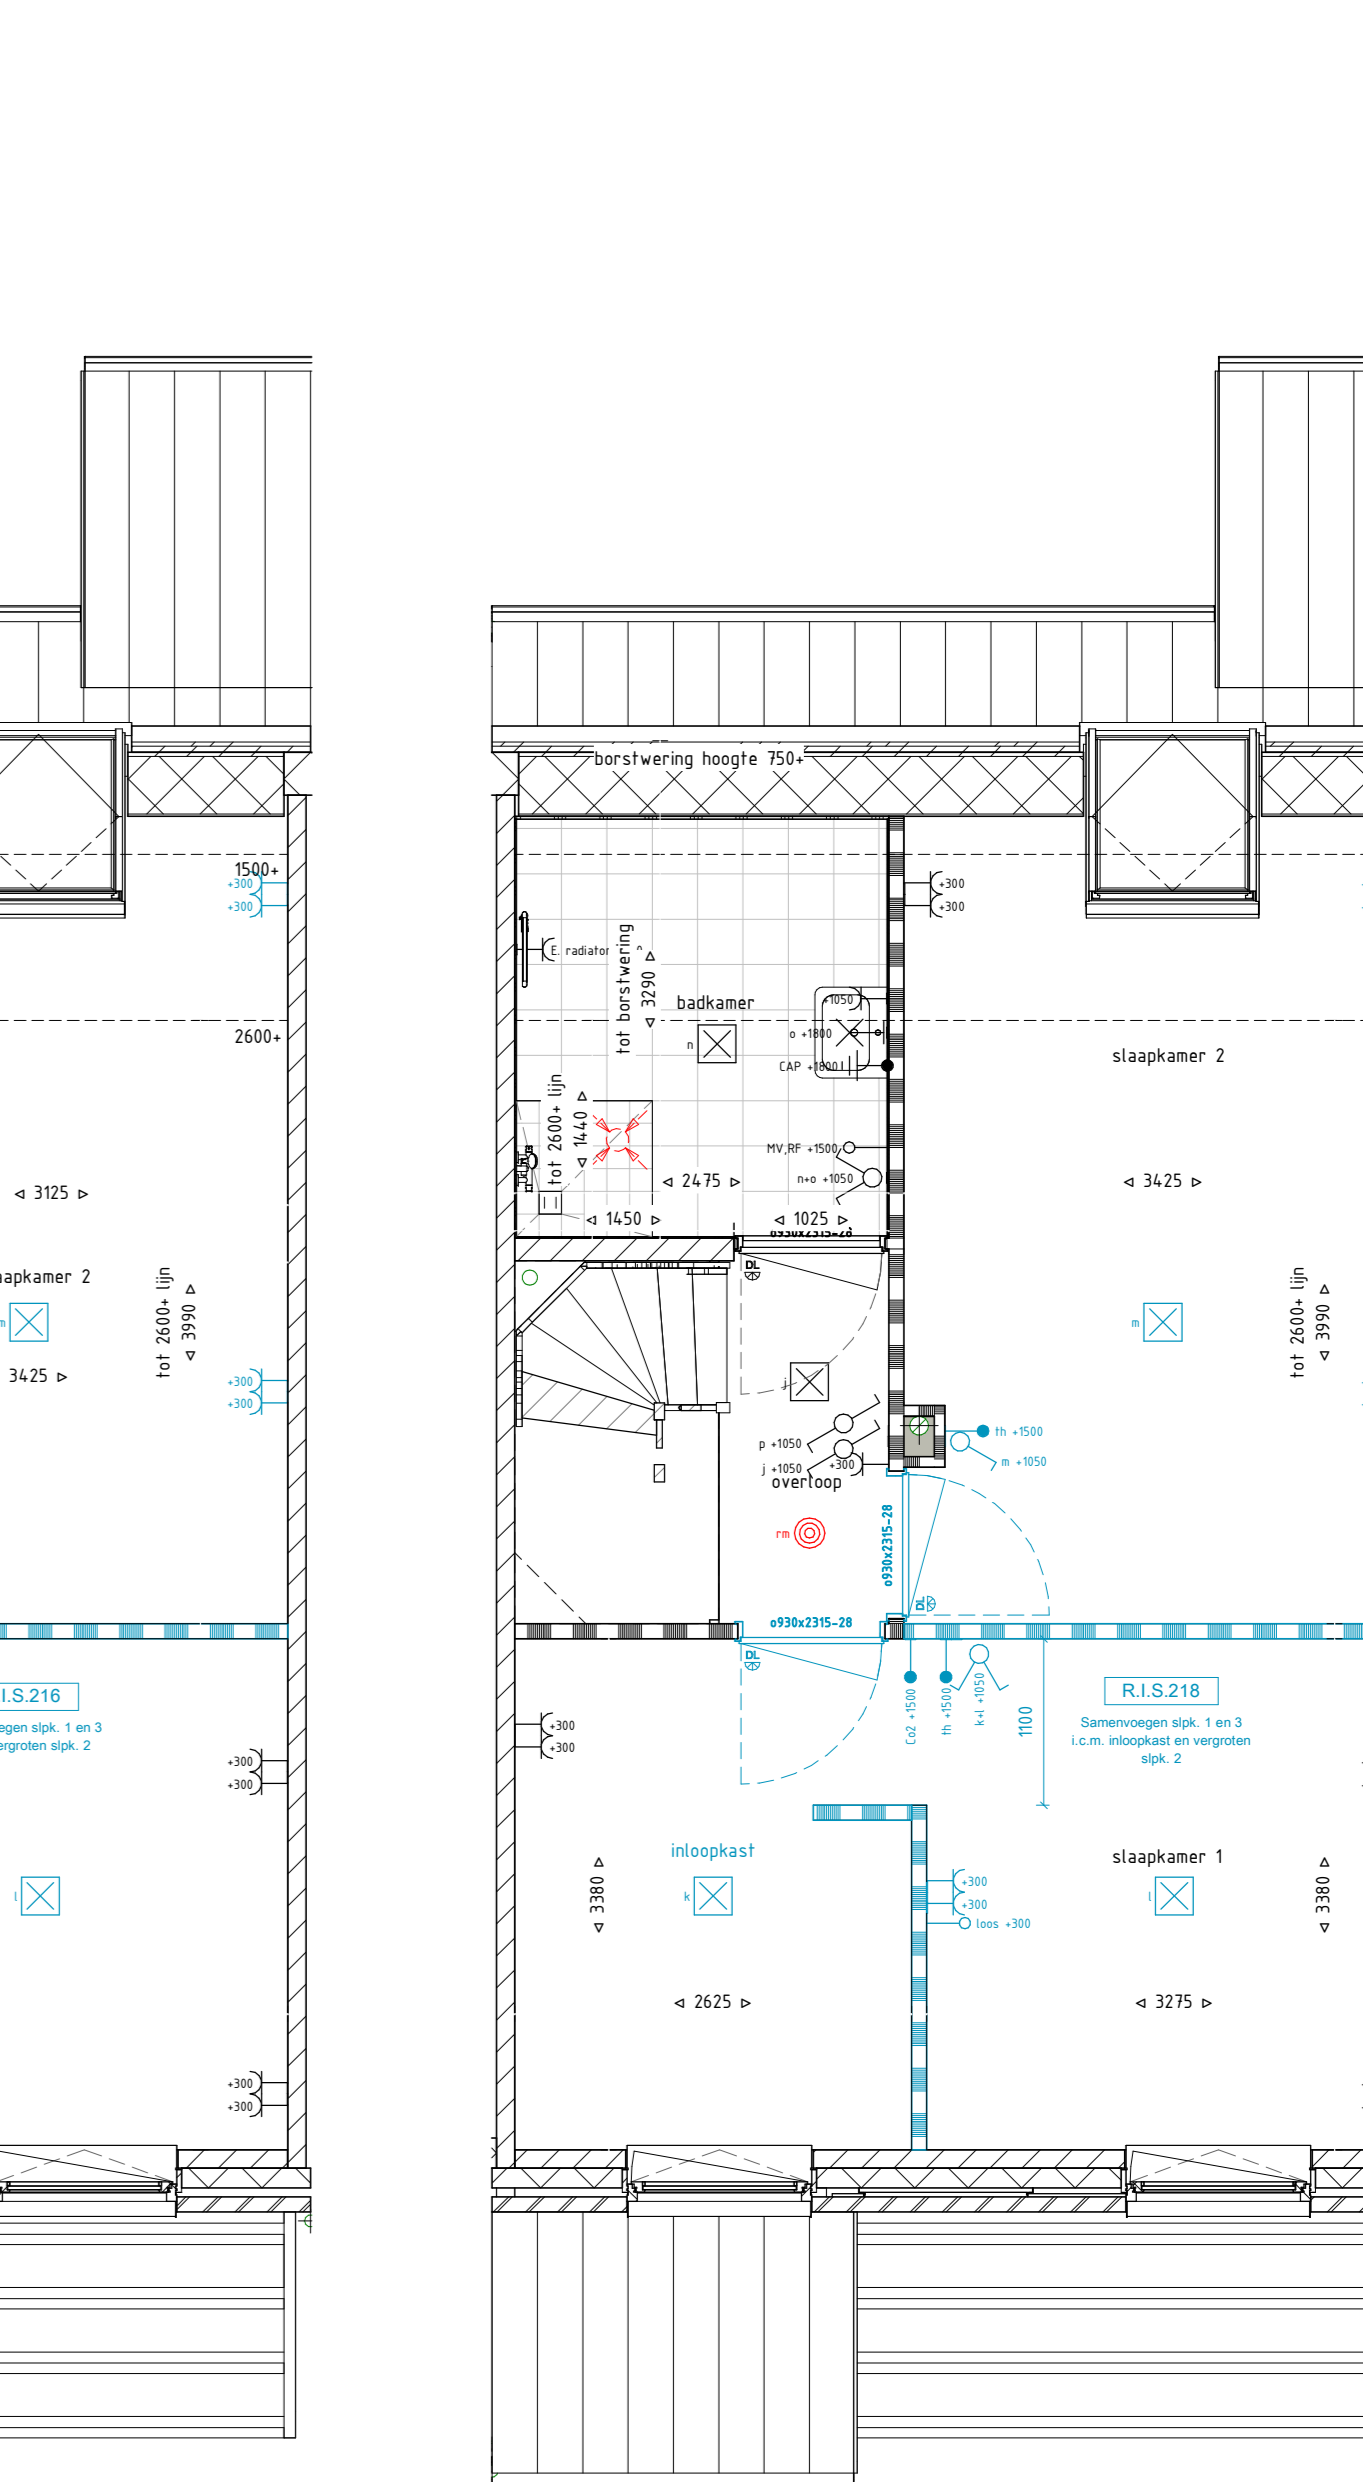 borstwering hoogte 750+
1500+
+300
+300
+300
+300
E. radiator
tot borstwering
3290
badkamer
n
+1050
o +1800
CAP +1800
2600+
slaapkamer 2
tot 2600+ lijn
1440
MV,RF +1500
n+o +1050
2475
3425
3125
1450
1025
o930x2315-28
DL
apkamer 2
m
tot 2600+ lijn
3990
m
tot 2600+ lijn
3990
3425
+300
+300
j
p +1050
j +1050
+300
overloop
th +1500
m +1050
rm
o930x2315-28
DL
o930x2315-28
DL
I.S.216
egen slpk. 1 en 3
ergroten slpk. 2
Co2 +1500
th +1500
k+l +1050
1100
R.I.S.218
Samenvoegen slpk. 1 en 3
i.c.m. inloopkast en vergroten
slpk. 2
+300
+300
+300
+300
inloopkast
k
3380
slaapkamer 1
l
l
3380
+300
+300
loos +300
2625
3275
+300
+300